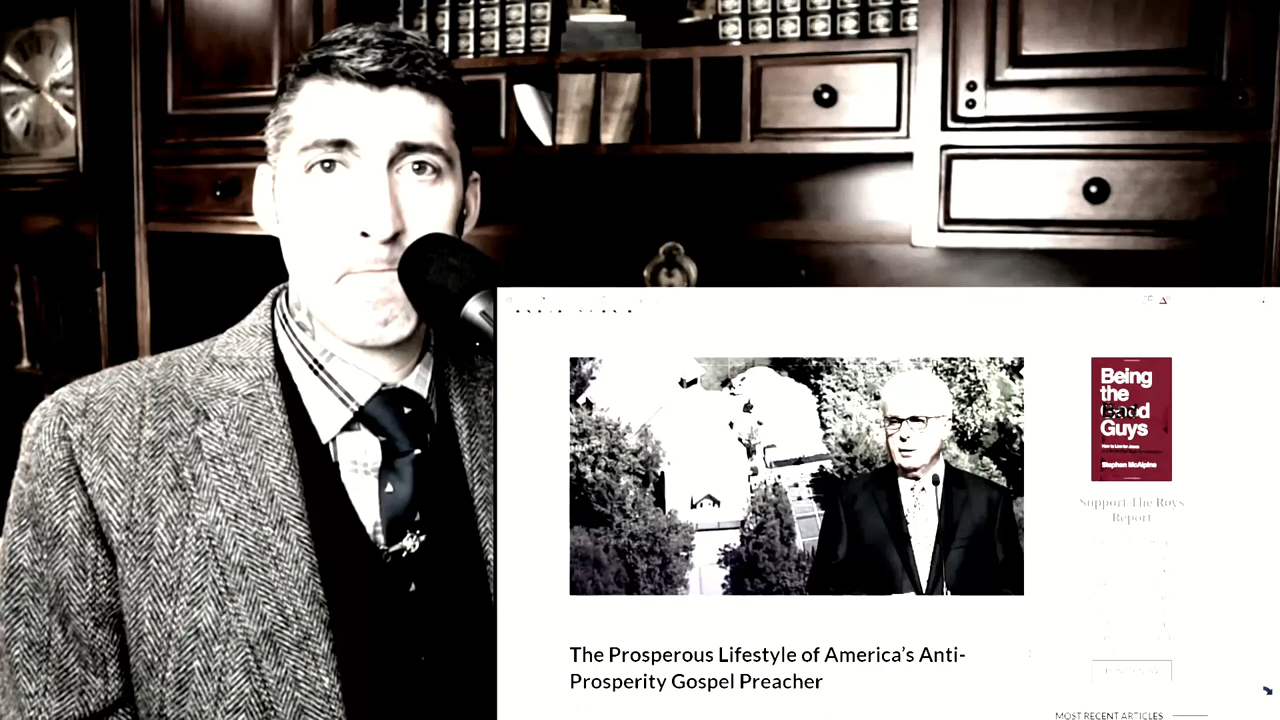 Being
the
Guys
Stephen McAlpine
Support The Roys
Report
The Prosperous Lifestyle of America's Anti-
Prosperity Gospel Preacher
MOST RECENT ARTICLES